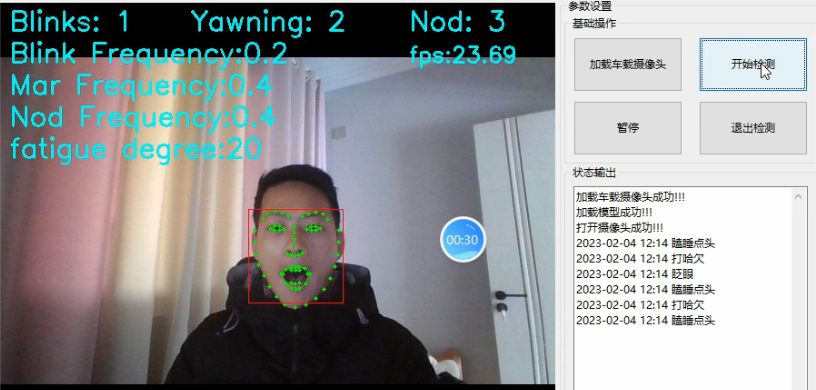 Blinks: 1 Yawning: 2 Nod: 3
Blink Frequency:0.2 fps:23.69
Mar Frequency:0.4
Nod Frequency:0.4
fatigue degree:20
00:30
参数设置
基础操作
加载车载摄像头 开始检测
暂停 退出检测
状态输出
加载车载摄像头成功!!!
加载模型成功!!!
打开摄像头成功!!!
2023-02-04 12:14 瞌睡点头
2023-02-04 12:14 打哈欠
2023-02-04 12:14 眨眼
2023-02-04 12:14 瞌睡点头
2023-02-04 12:14 打哈欠
2023-02-04 12:14 瞌睡点头